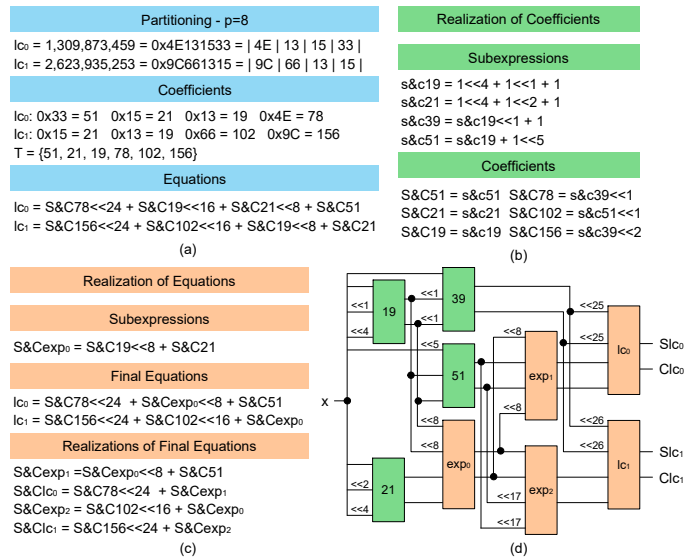 Partitioning - p=8
Ic₀ = 1,309,873,459 = 0x4E131533 = | 4E | 13 | 15 | 33 |
Ic₁ = 2,623,935,253 = 0x9C661315 = | 9C | 66 | 13 | 15 |
Coefficients
Ic₀: 0x33 = 51 0x15 = 21 0x13 = 19 0x4E = 78
Ic₁: 0x15 = 21 0x13 = 19 0x66 = 102 0x9C = 156
T = {51, 21, 19, 78, 102, 156}
Equations
Ic₀ = S&C78<<24 + S&C19<<16 + S&C21<<8 + S&C51
Ic₁ = S&C156<<24 + S&C102<<16 + S&C19<<8 + S&C21
(a)
Realization of Coefficients
Subexpressions
s&c19 = 1<<4 + 1<<1 + 1
s&c21 = 1<<4 + 1<<2 + 1
s&c39 = s&c19<<1 + 1
s&c51 = s&c19 + 1<<5
Coefficients
S&C51 = s&c51 S&C78 = s&c39<<1
S&C21 = s&c21 S&C102 = s&c51<<1
S&C19 = s&c19 S&C156 = s&c39<<2
(b)
Realization of Equations
Subexpressions
S&Cexp₀ = S&C19<<8 + S&C21
Final Equations
Ic₀ = S&C78<<24 + S&Cexp₀<<8 + S&C51
Ic₁ = S&C156<<24 + S&C102<<16 + S&Cexp₀
Realizations of Final Equations
S&Cexp₁ =S&Cexp₀<<8 + S&C51
S&CIc₀ = S&C78<<24 + S&Cexp₁
S&Cexp₂ = S&C102<<16 + S&Cexp₀
S&CIc₁ = S&C156<<24 + S&Cexp₂
(c)
x
<<1
<<4
19
<<1
<<1
39
<<5
51
<<8
<<8
exp₀
<<2
<<4
21
<<8
<<8
exp₁
<<17
<<17
exp₂
<<25
<<25
Ic₀
SIc₀
CIc₀
<<26
<<26
Ic₁
SIc₁
CIc₁
(d)